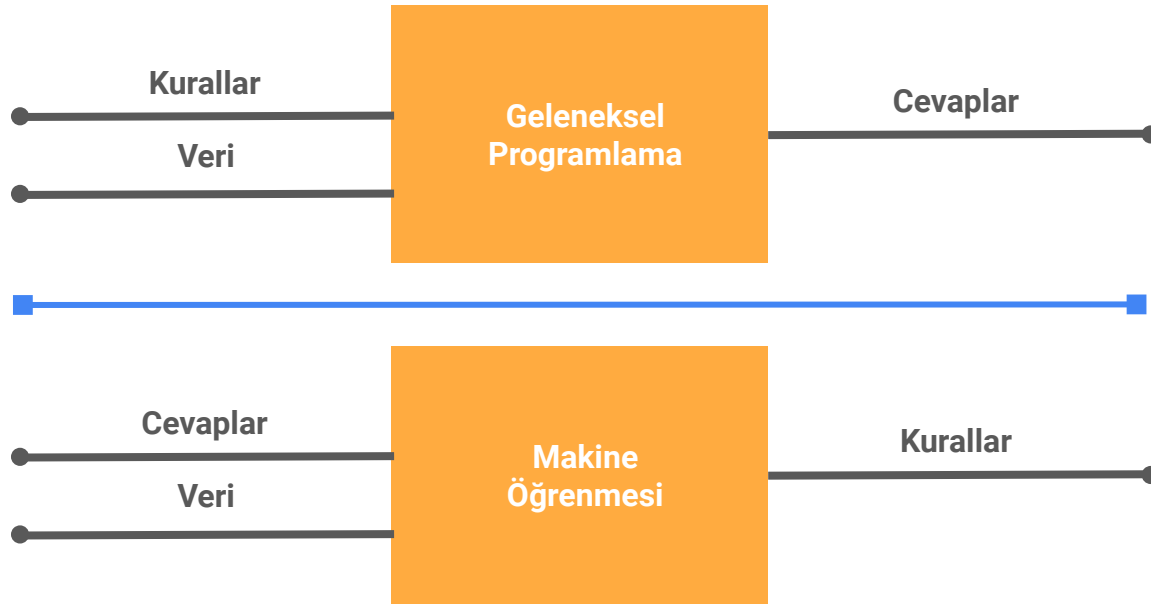 Kurallar
Veri
Geleneksel
Programlama
Cevaplar
Cevaplar
Veri
Makine
Öğrenmesi
Kurallar